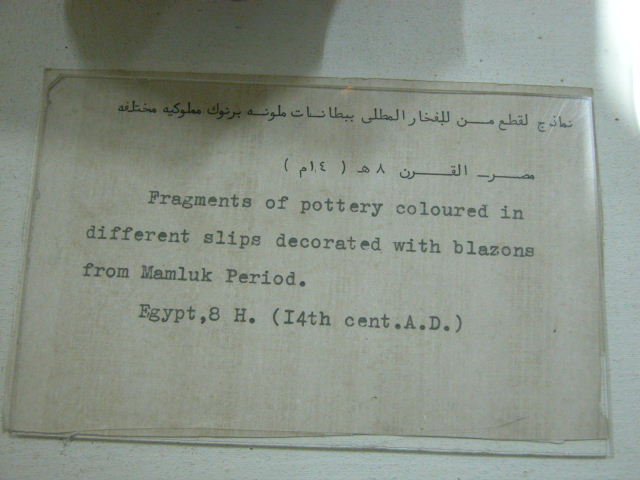 نماذج لقطع من الفخار المطلى ببطانات ملونه برنوك مملوكيه مختلفه
مصر القرن ٨ هـ ( ١٤م )
Fragments of pottery coloured in
different slips decorated with blazons
from Mamluk Period.
Egypt,8 H. (I4th cent.A.D.)